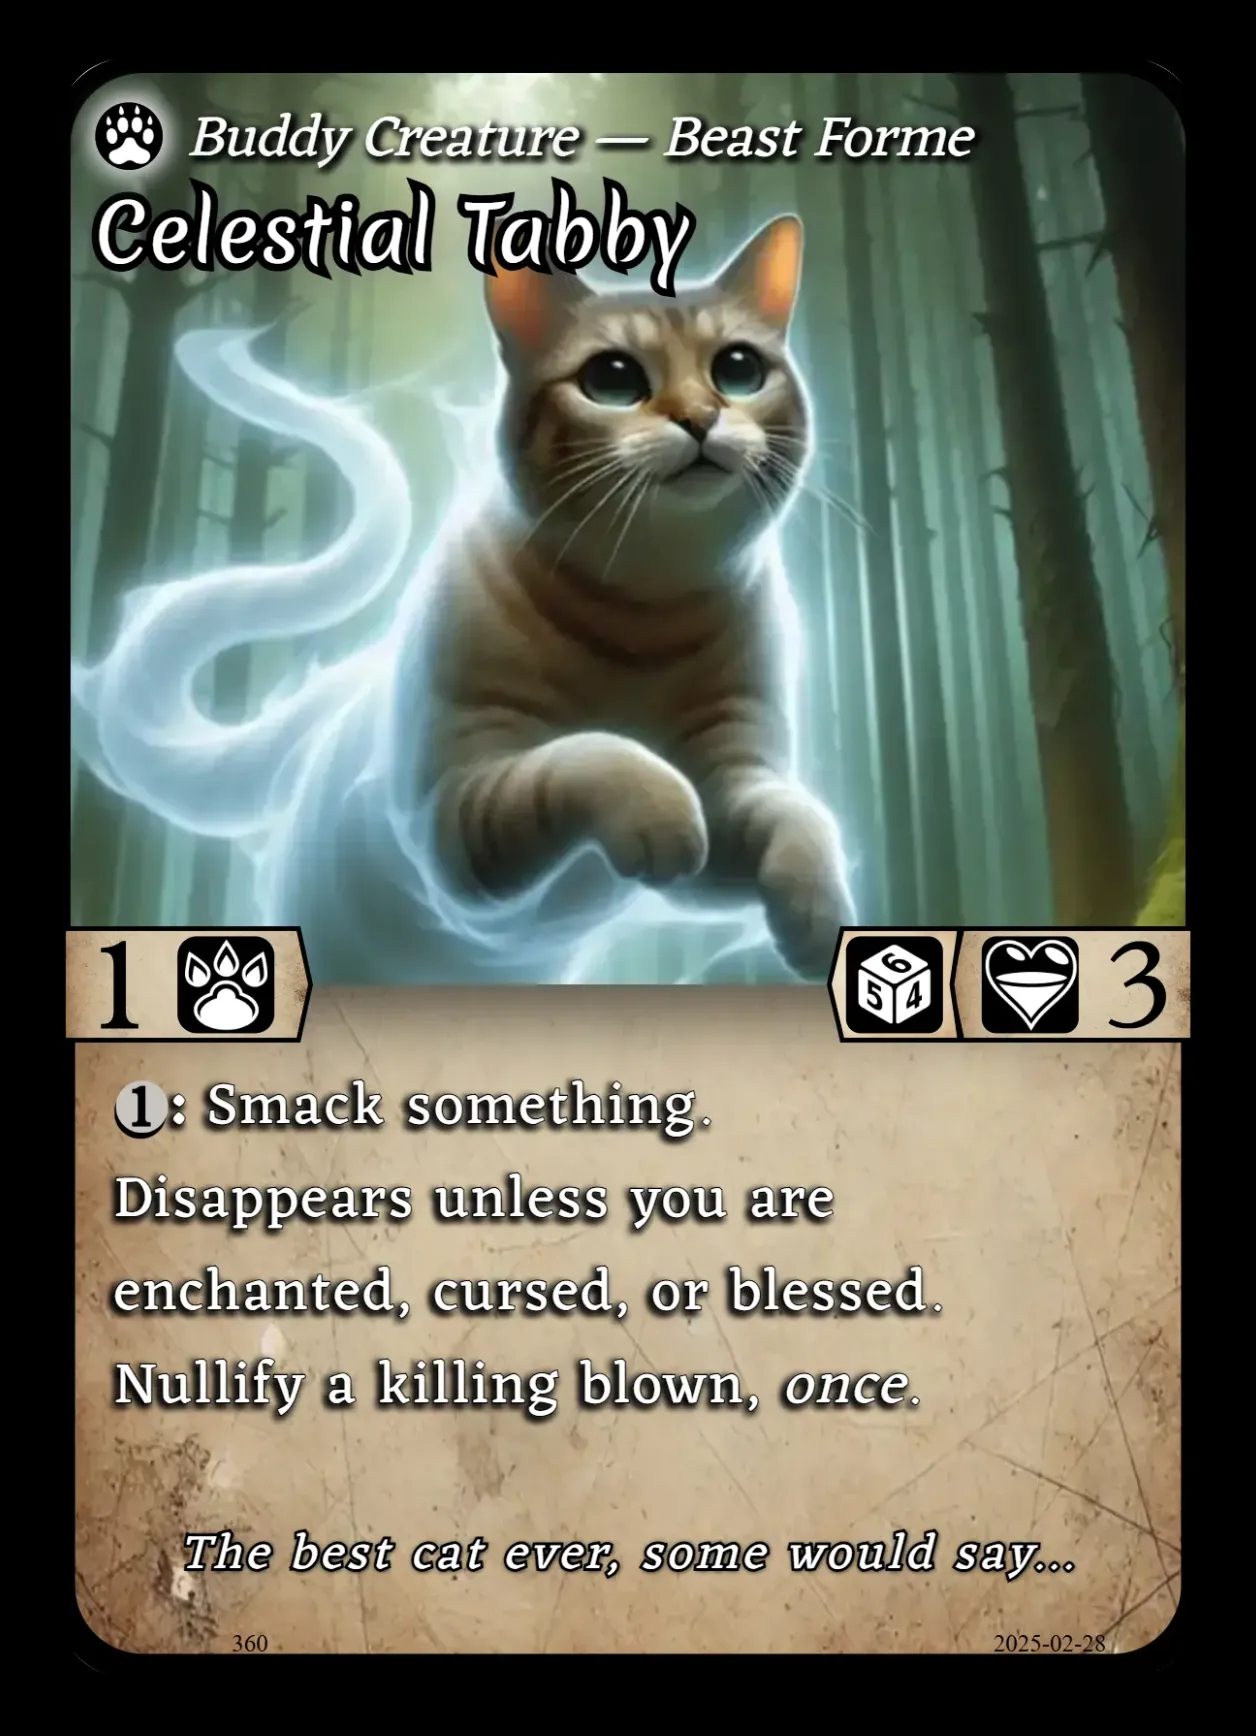 Buddy Creature — Beast Forme
Celestial Tabby
1
6
5 4
3
1: Smack something.
Disappears unless you are
enchanted, cursed, or blessed.
Nullify a killing blown, once.
The best cat ever, some would say...
360
2025-02-28